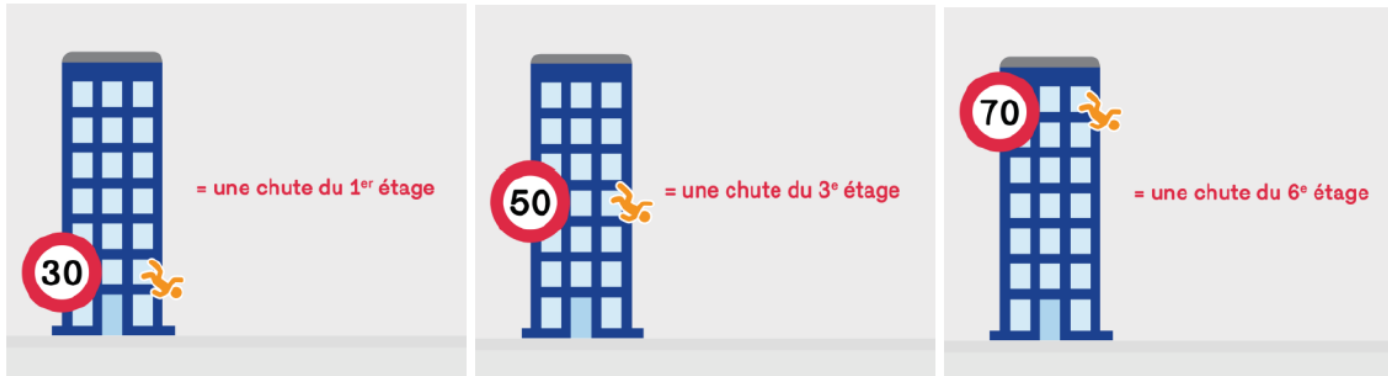 30
= une chute du 1er étage
50
= une chute du 3e étage
70
= une chute du 6e étage